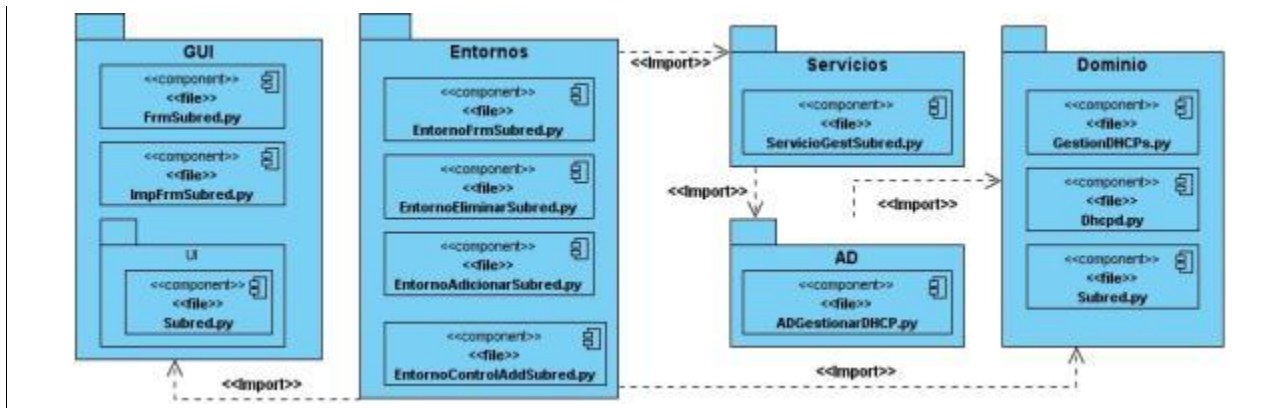 GUI
<<component>>
<<file>>
FrmSubred.py
<<component>>
<<file>>
ImpFrmSubred.py
UI
<<component>>
<<file>>
Subred.py
<<Import>>
Entornos
<<component>>
<<file>>
EntornoFrmSubred.py
<<component>>
<<file>>
EntornoEliminarSubred.py
<<component>>
<<file>>
EntornoAdicionarSubred.py
<<component>>
<<file>>
EntornoControlAddSubred.py
<<Import>>
Servicios
<<component>>
<<file>>
ServicioGestSubred.py
<<Import>>
<<Import>>
AD
<<component>>
<<file>>
ADGestionarDHCP.py
<<Import>>
Dominio
<<component>>
<<file>>
GestionDHCPs.py
<<component>>
<<file>>
Dhcpd.py
<<component>>
<<file>>
Subred.py